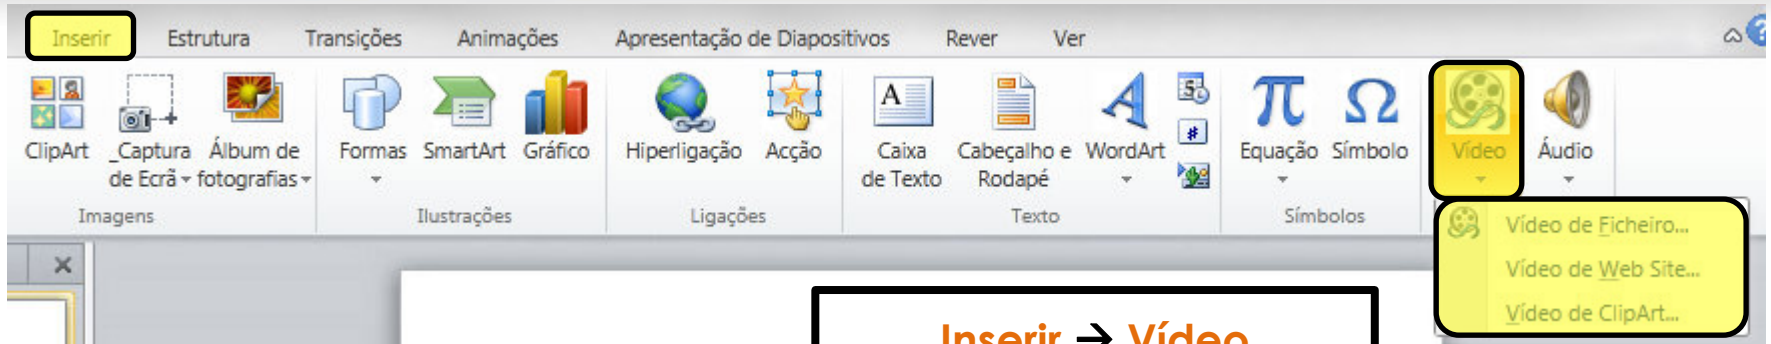 Inserir Estrutura Transições Animações Apresentação de Diapositivos Rever Ver
ClipArt _Captura de Ecrã Álbum de fotografias Formas SmartArt Gráfico Hiperligação Acção Caixa de Texto Cabeçalho e Rodapé WordArt Equação Símbolo Vídeo Áudio
Imagens Ilustrações Ligações Texto Símbolos
Vídeo de Ficheiro...
Vídeo de Web Site...
Vídeo de ClipArt...
Inserir → Vídeo